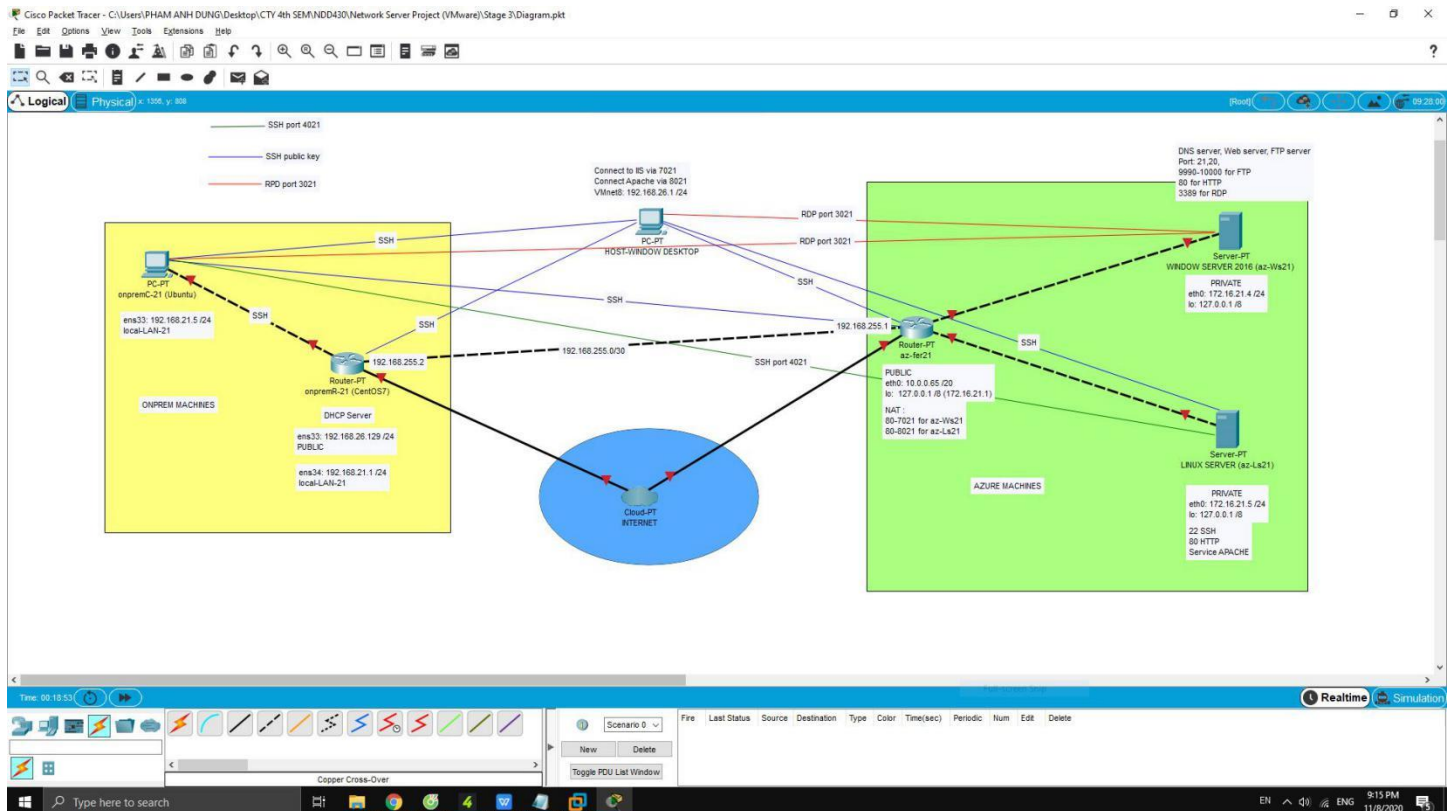 Cisco Packet Tracer - C:\Users\PHAM ANH DUNG\Desktop\CTY 4th SEM\NDD430\Network Server Project (VMware)\Stage 3\Diagram.pkt
File Edit Options View Tools Extensions Help
?
Logical
Physical
x: 1356, y: 808
[Root]
09:28:00
SSH port 4021
SSH public key
RPD port 3021
Connect to IIS via 7021
Connect Apache via 8021
VMnet8: 192.168.26.1 /24
PC-PT
HOST-WINDOW DESKTOP
DNS server, Web server, FTP server
Port: 21,20,
9990-10000 for FTP
80 for HTTP
3389 for RDP
RDP port 3021
RDP port 3021
SSH
SSH
SSH
SSH
SSH
SSH
SSH port 4021
PC-PT
onpremC-21 (Ubuntu)
ens33: 192.168.21.5 /24
local-LAN-21
192.168.255.2
192.168.255.0/30
192.168.255.1
Router-PT
onpremR-21 (CentOS7)
ONPREM MACHINES
DHCP Server
ens33: 192.168.26.129 /24
PUBLIC
ens34: 192.168.21.1 /24
local-LAN-21
Cloud-PT
INTERNET
Router-PT
az-fer21
PUBLIC
eth0: 10.0.0.65 /20
lo: 127.0.0.1 /8 (172.16.21.1)
NAT :
80-7021 for az-Ws21
80-8021 for az-Ls21
AZURE MACHINES
Server-PT
WINDOW SERVER 2016 (az-Ws21)
PRIVATE
eth0: 172.16.21.4 /24
lo: 127.0.0.1 /8
Server-PT
LINUX SERVER (az-Ls21)
PRIVATE
eth0: 172.16.21.5 /24
lo: 127.0.0.1 /8
22 SSH
80 HTTP
Service APACHE
Time: 00:18:53
Realtime
Simulation
Scenario 0
New
Delete
Toggle PDU List Window
Fire Last Status Source Destination Type Color Time(sec) Periodic Num Edit Delete
Copper Cross-Over
Type here to search
EN
ENG
9:15 PM
11/8/2020